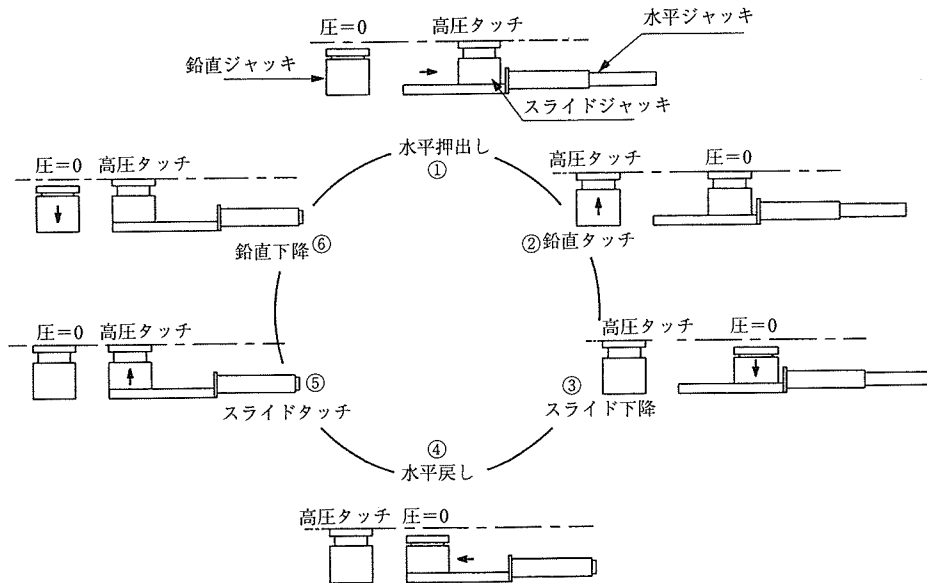 圧＝0
高圧タッチ
水平ジャッキ
鉛直ジャッキ
スライドジャッキ
水平押出し
①
圧＝0
高圧タッチ
鉛直下降⑥
高圧タッチ
圧＝0
②鉛直タッチ
圧＝0
高圧タッチ
⑤
スライドタッチ
高圧タッチ
圧＝0
③
スライド下降
④
水平戻し
高圧タッチ
圧＝0